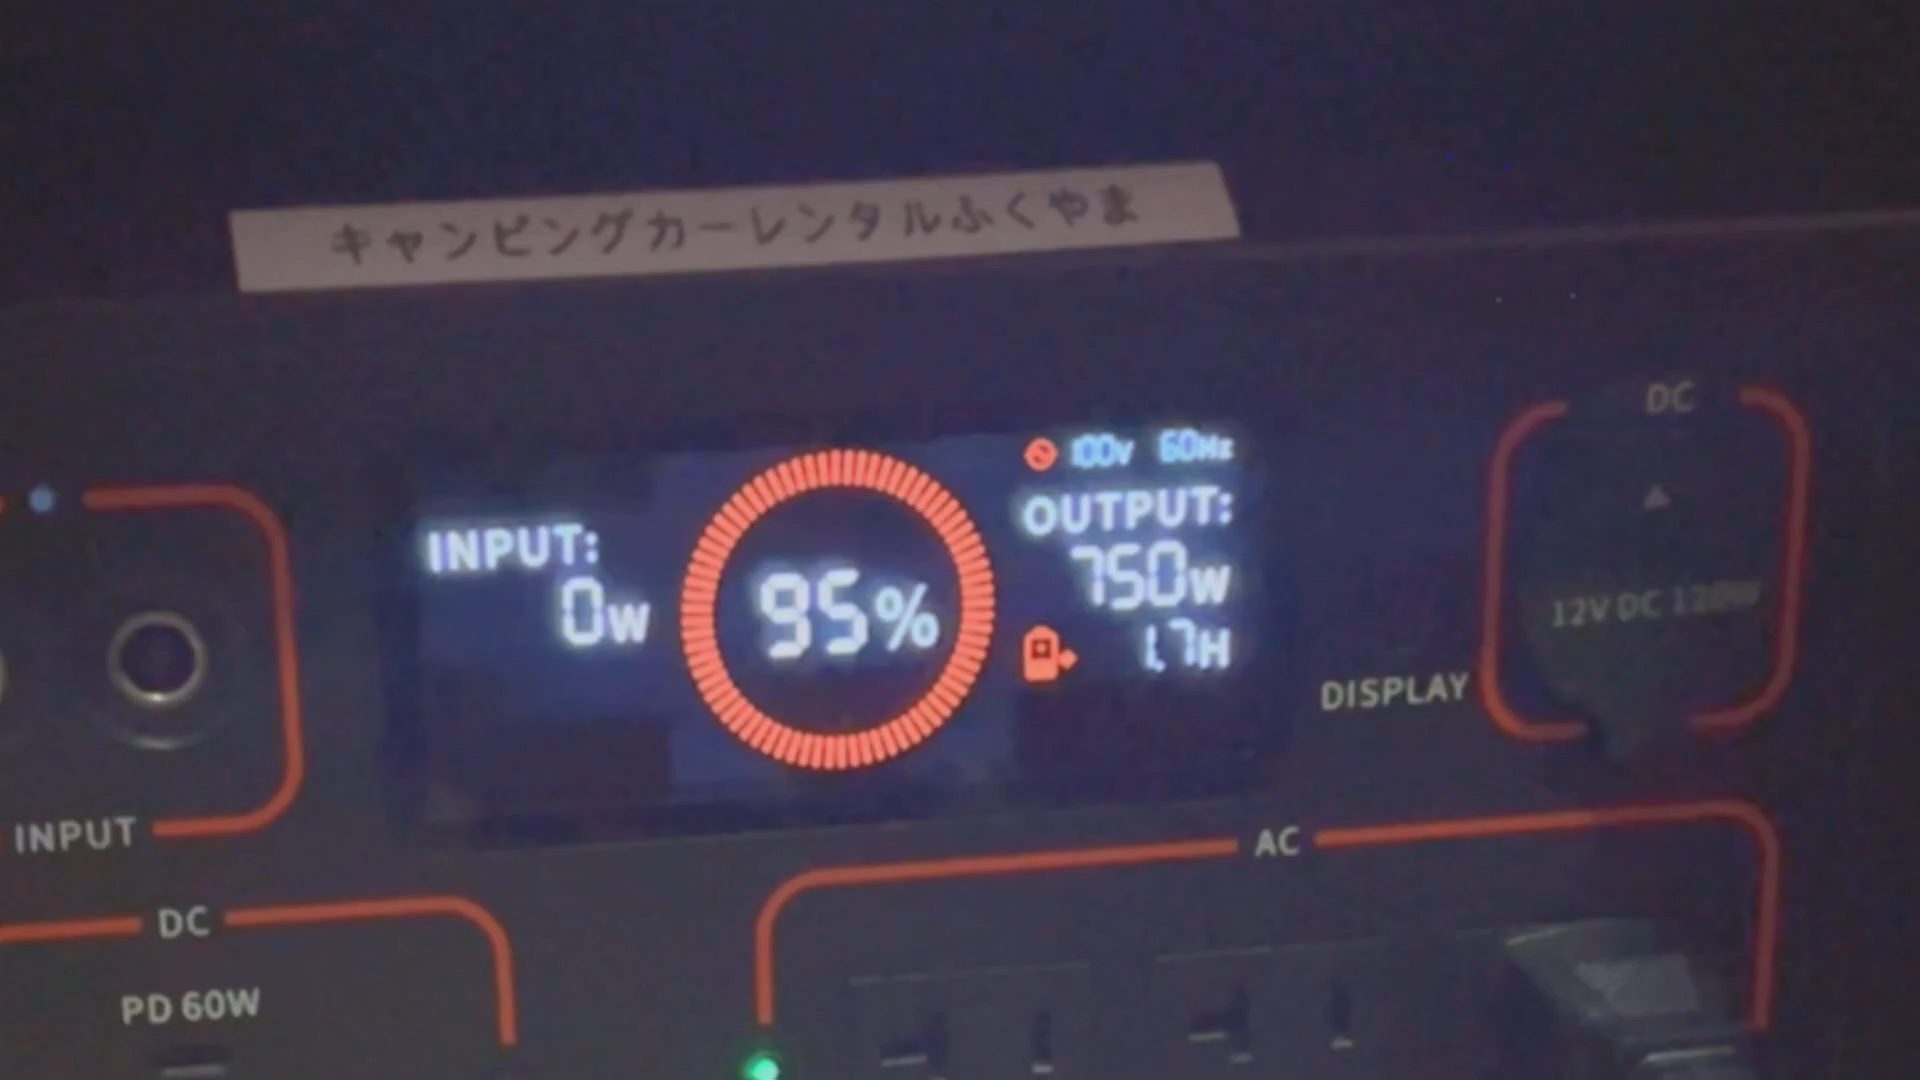 キャンピングカーレンタルふくやま
100V 60Hz
INPUT:
0W
95%
OUTPUT:
750W
1.7H
DISPLAY
DC
12V DC 120W
INPUT
AC
DC
PD 60W